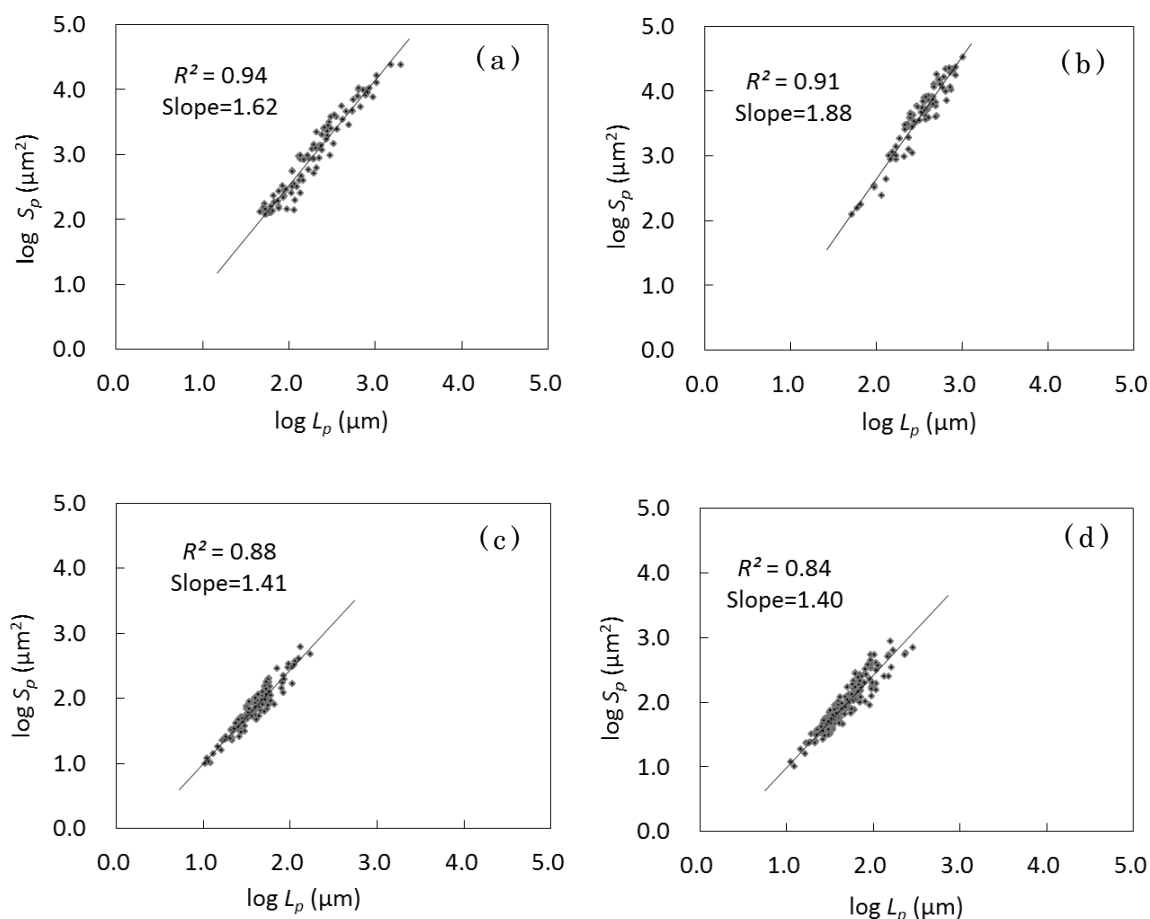 5.0
4.0
3.0
2.0
1.0
0.0
log Sₚ (µm²)
(a)
R² = 0.94
Slope=1.62
0.0 1.0 2.0 3.0 4.0 5.0
log Lₚ (µm)
5.0
4.0
3.0
2.0
1.0
0.0
log Sₚ (µm²)
(b)
R² = 0.91
Slope=1.88
0.0 1.0 2.0 3.0 4.0 5.0
log Lₚ (µm)
5.0
4.0
3.0
2.0
1.0
0.0
log Sₚ (µm²)
(c)
R² = 0.88
Slope=1.41
0.0 1.0 2.0 3.0 4.0 5.0
log Lₚ (µm)
5.0
4.0
3.0
2.0
1.0
0.0
log Sₚ (µm²)
(d)
R² = 0.84
Slope=1.40
0.0 1.0 2.0 3.0 4.0 5.0
log Lₚ (µm)